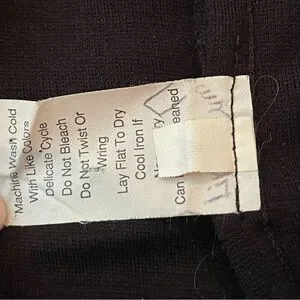 *Machine Wash Cold
With Like Colors
Delicate Cycle
Do Not Bleach
Do Not Twist Or
Wring
Lay Flat To Dry
Cool Iron If
Can